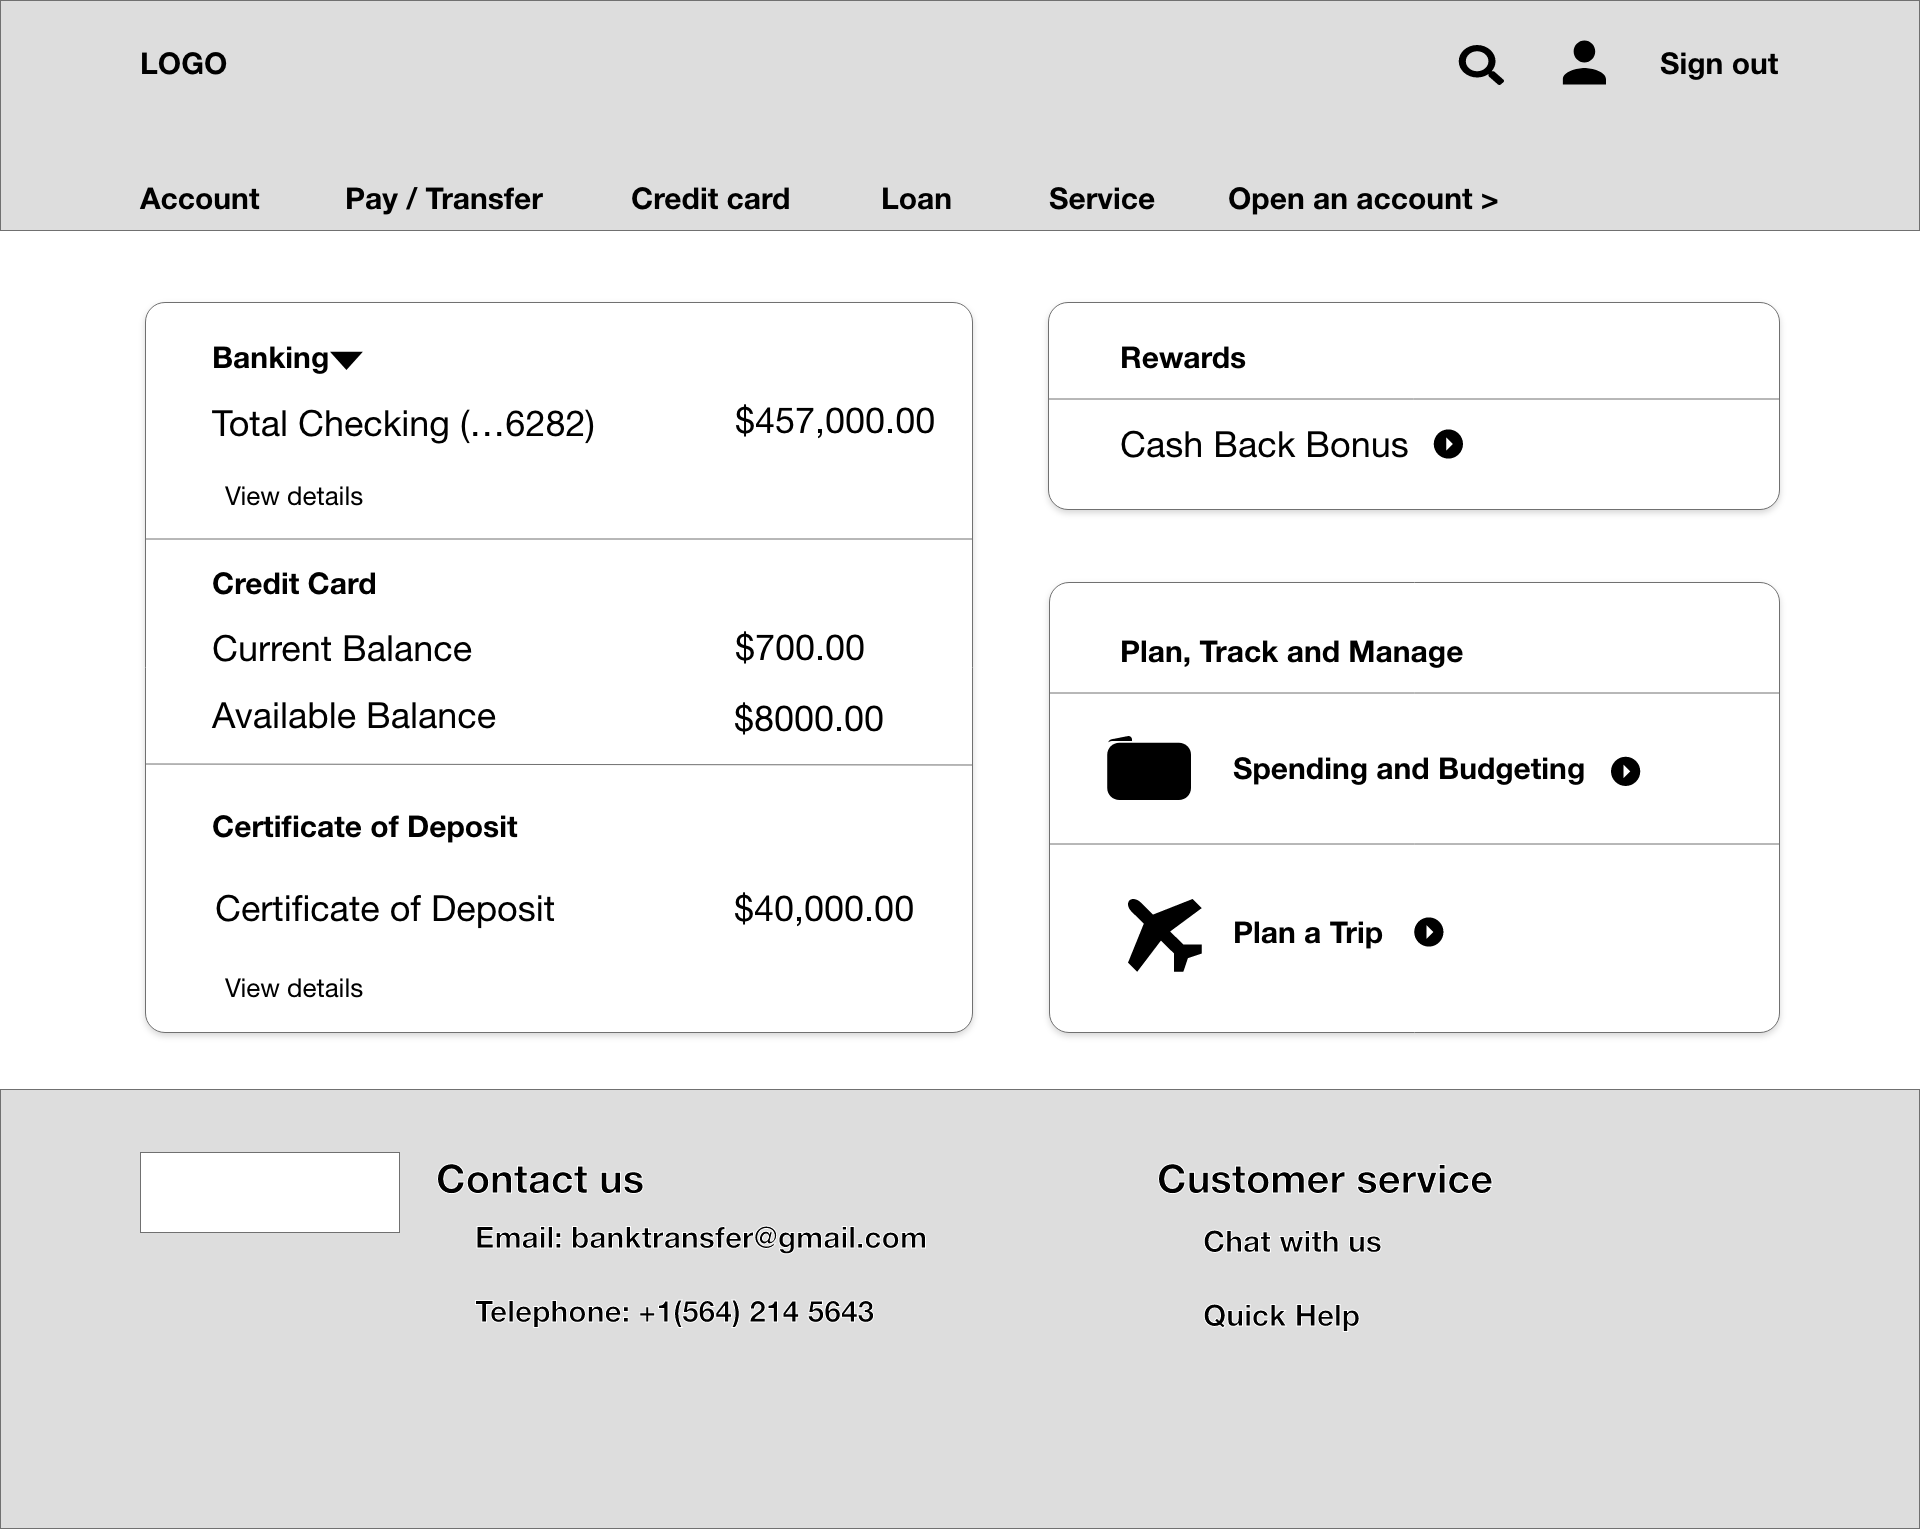 LOGO
Sign out
Account Pay / Transfer Credit card Loan Service Open an account >
Banking
Total Checking (...6282) $457,000.00
View details
Credit Card
Current Balance $700.00
Available Balance $8000.00
Certificate of Deposit
Certificate of Deposit $40,000.00
View details
Rewards
Cash Back Bonus
Plan, Track and Manage
Spending and Budgeting
Plan a Trip
Contact us
Email: banktransfer@gmail.com
Telephone: +1(564) 214 5643
Customer service
Chat with us
Quick Help